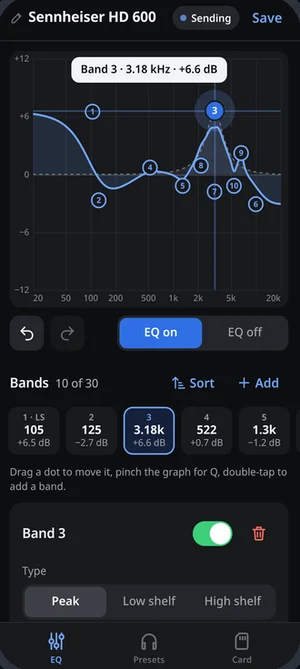 Sennheiser HD 600
Sending
Save
+12
Band 3 · 3.18 kHz · +6.6 dB
+6
0
−6
−12
1
2
3
4
5
6
7
8
9
10
20 50 100 200 500 1k 2k 5k 20k
EQ on
EQ off
Bands 10 of 30
Sort
+ Add
1 · LS
105
+6.5 dB
2
125
−2.7 dB
3
3.18k
+6.6 dB
4
522
+0.7 dB
5
1.3k
−1.2 dB
Drag a dot to move it, pinch the graph for Q, double-tap to
add a band.
Band 3
Type
Peak
Low shelf
High shelf
EQ
Presets
Card